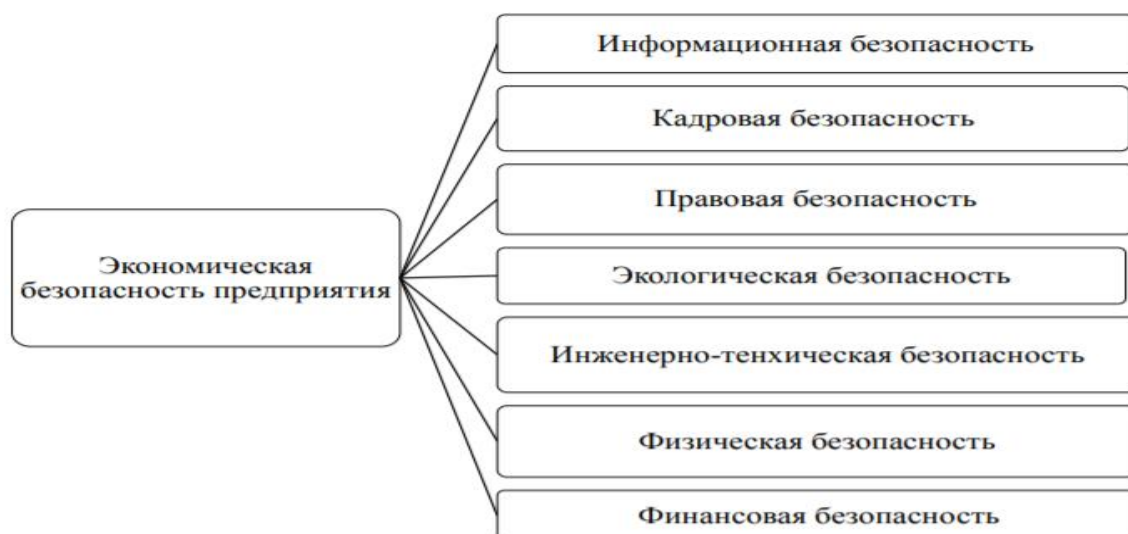 Информационная безопасность
Кадровая безопасность
Правовая безопасность
Экономическая
безопасность предприятия
Экологическая безопасность
Инженерно-тенхическая безопасность
Физическая безопасность
Финансовая безопасность